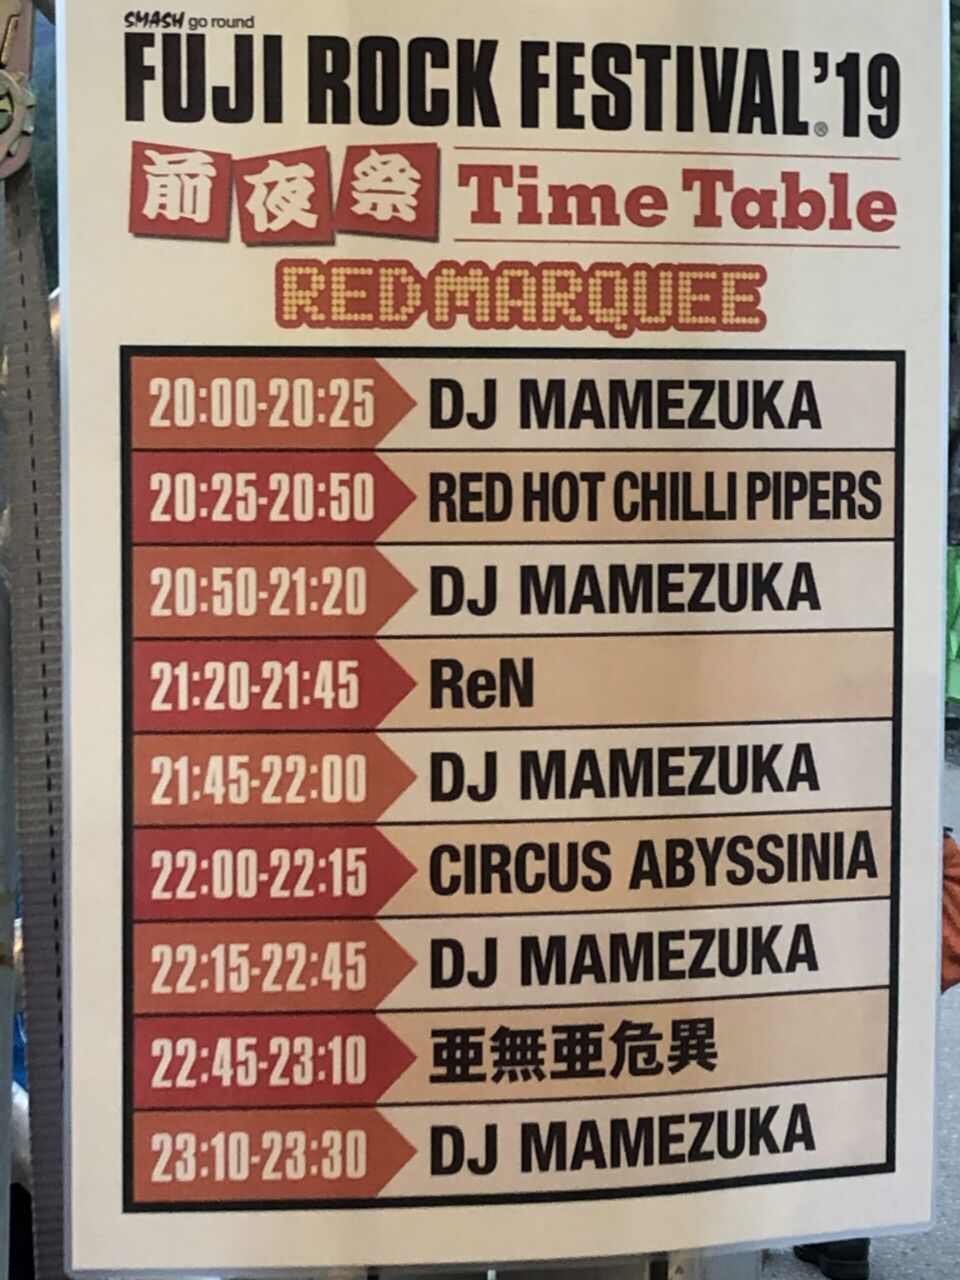 SMASH go round
FUJI ROCK FESTIVAL®'19
前夜祭 Time Table
RED MARQUEE
20:00-20:25 DJ MAMEZUKA
20:25-20:50 RED HOT CHILLI PIPERS
20:50-21:20 DJ MAMEZUKA
21:20-21:45 ReN
21:45-22:00 DJ MAMEZUKA
22:00-22:15 CIRCUS ABYSSINIA
22:15-22:45 DJ MAMEZUKA
22:45-23:10 亜無亜危異
23:10-23:30 DJ MAMEZUKA